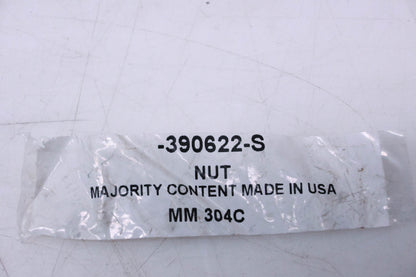 -390622-S
NUT
MAJORITY CONTENT MADE IN USA
MM 304C